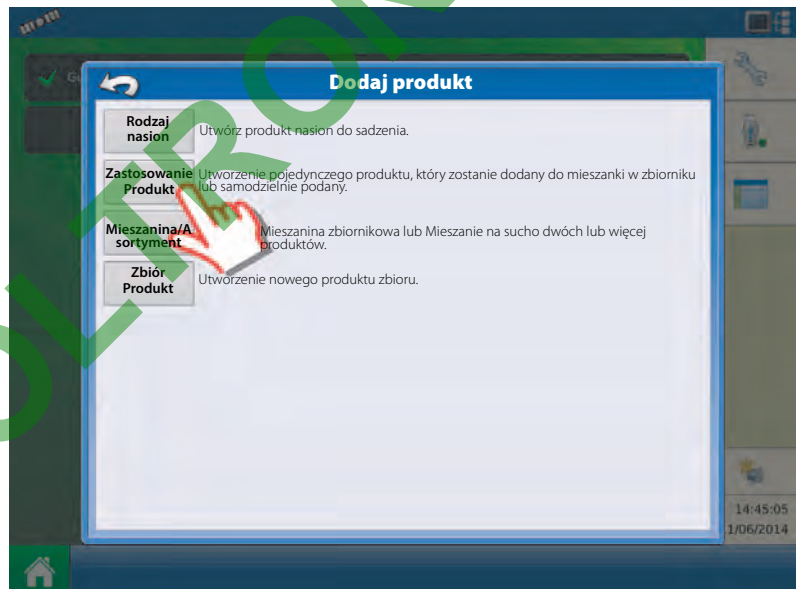 Dodaj produkt
Rodzaj
nasion
Utwórz produkt nasion do sadzenia.
Zastosowanie
Produkt
Utworzenie pojedynczego produktu, który zostanie dodany do mieszanki w zbiorniku
lub samodzielnie podany.
Mieszanina/A
sortyment
Mieszanina zbiornikowa lub Mieszanie na sucho dwóch lub więcej
produktów.
Zbiór
Produkt
Utworzenie nowego produktu zbioru.
14:45:05
1/06/2014